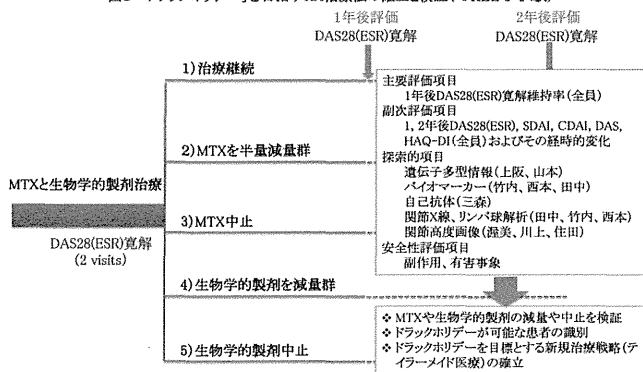 1年後評価
DAS28(ESR)寛解
2年後評価
DAS28(ESR)寛解
1)治療継続
2)MTXを半量減量群
MTXと生物学的製剤治療
3)MTX中止
DAS28(ESR)寛解
(2 visits)
4)生物学的製剤を減量群
5)生物学的製剤中止
主要評価項目
1年後DAS28(ESR)寛解維持率(全員)
副次評価項目
1, 2年後DAS28(ESR), SDAI, CDAI, DAS,
HAQ-DI(全員)およびその経時的変化
探索的項目
遺伝子多型情報(上阪、山本)
バイオマーカー(竹内、西本、田中)
自己抗体(三森)
関節X線、リンパ球解析(田中、竹内、西本)
関節高度画像(渥美、川上、住田)
安全性評価項目
副作用、有害事象
❖ MTXや生物学的製剤の減量や中止を検証
❖ ドラックホリデーが可能な患者の識別
❖ ドラックホリデーを目標とする新規治療戦略(テ
イラーメイド医療)の確立